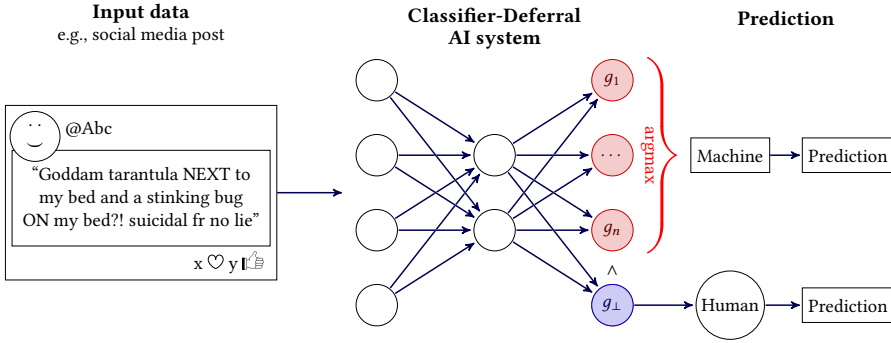 Input data
e.g., social media post
Classifier-Deferral
AI system
Prediction
@Abc
“Goddam tarantula NEXT to
my bed and a stinking bug
ON my bed?! suicidal fr no lie”
x ♡ y
g₁
⋯
gₙ
^
g⊥
argmax
Machine
Prediction
Human
Prediction